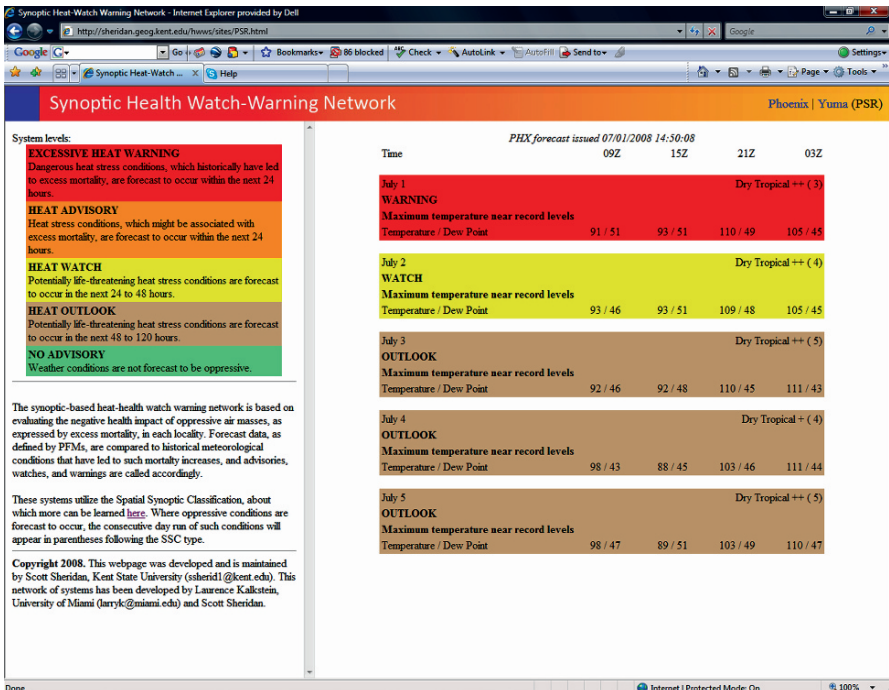 Synoptic Heat-Watch Warning Network - Internet Explorer provided by Dell
http://sheridan.geog.kent.edu/hwws/sites/PSR.html
Google
Google G Go Bookmarks 86 blocked Check AutoLink AutoFill Send to Settings
Synoptic Heat-Watch ... X Help Page Tools
Synoptic Health Watch-Warning Network
Phoenix | Yuma (PSR)
System levels:
EXCESSIVE HEAT WARNING
Dangerous heat stress conditions, which historically have led
to excess mortality, are forecast to occur within the next 24
hours.
HEAT ADVISORY
Heat stress conditions, which might be associated with
excess mortality, are forecast to occur within the next 24
hours.
HEAT WATCH
Potentially life-threatening heat stress conditions are forecast
to occur in the next 24 to 48 hours.
HEAT OUTLOOK
Potentially life-threatening heat stress conditions are forecast
to occur in the next 48 to 120 hours.
NO ADVISORY
Weather conditions are not forecast to be oppressive.
The synoptic-based heat-health watch warning network is based on
evaluating the negative health impact of oppressive air masses, as
expressed by excess mortality, in each locality. Forecast data, as
defined by PFMs, are compared to historical meteorological
conditions that have led to such mortalty increases, and advisories,
watches, and warnings are called accordingly.
These systems utilize the Spatial Synoptic Classification, about
which more can be learned here. Where oppressive conditions are
forecast to occur, the consecutive day run of such conditions will
appear in parentheses following the SSC type.
Copyright 2008. This webpage was developed and is maintained
by Scott Sheridan, Kent State University (ssherid1@kent.edu). This
network of systems has been developed by Laurence Kalkstein,
University of Miami (larryk@miami.edu) and Scott Sheridan.
PHX forecast issued 07/01/2008 14:50:08
Time 09Z 15Z 21Z 03Z
July 1 Dry Tropical ++ ( 3)
WARNING
Maximum temperature near record levels
Temperature / Dew Point 91 / 51 93 / 51 110 / 49 105 / 45
July 2 Dry Tropical ++ ( 4)
WATCH
Maximum temperature near record levels
Temperature / Dew Point 93 / 46 93 / 51 109 / 48 105 / 45
July 3 Dry Tropical ++ ( 5)
OUTLOOK
Maximum temperature near record levels
Temperature / Dew Point 92 / 46 92 / 48 110 / 45 111 / 43
July 4 Dry Tropical + ( 4)
OUTLOOK
Maximum temperature near record levels
Temperature / Dew Point 98 / 43 88 / 45 103 / 46 111 / 44
July 5 Dry Tropical ++ ( 5)
OUTLOOK
Maximum temperature near record levels
Temperature / Dew Point 98 / 47 89 / 51 103 / 49 110 / 47
Done Internet | Protected Mode: On 100%